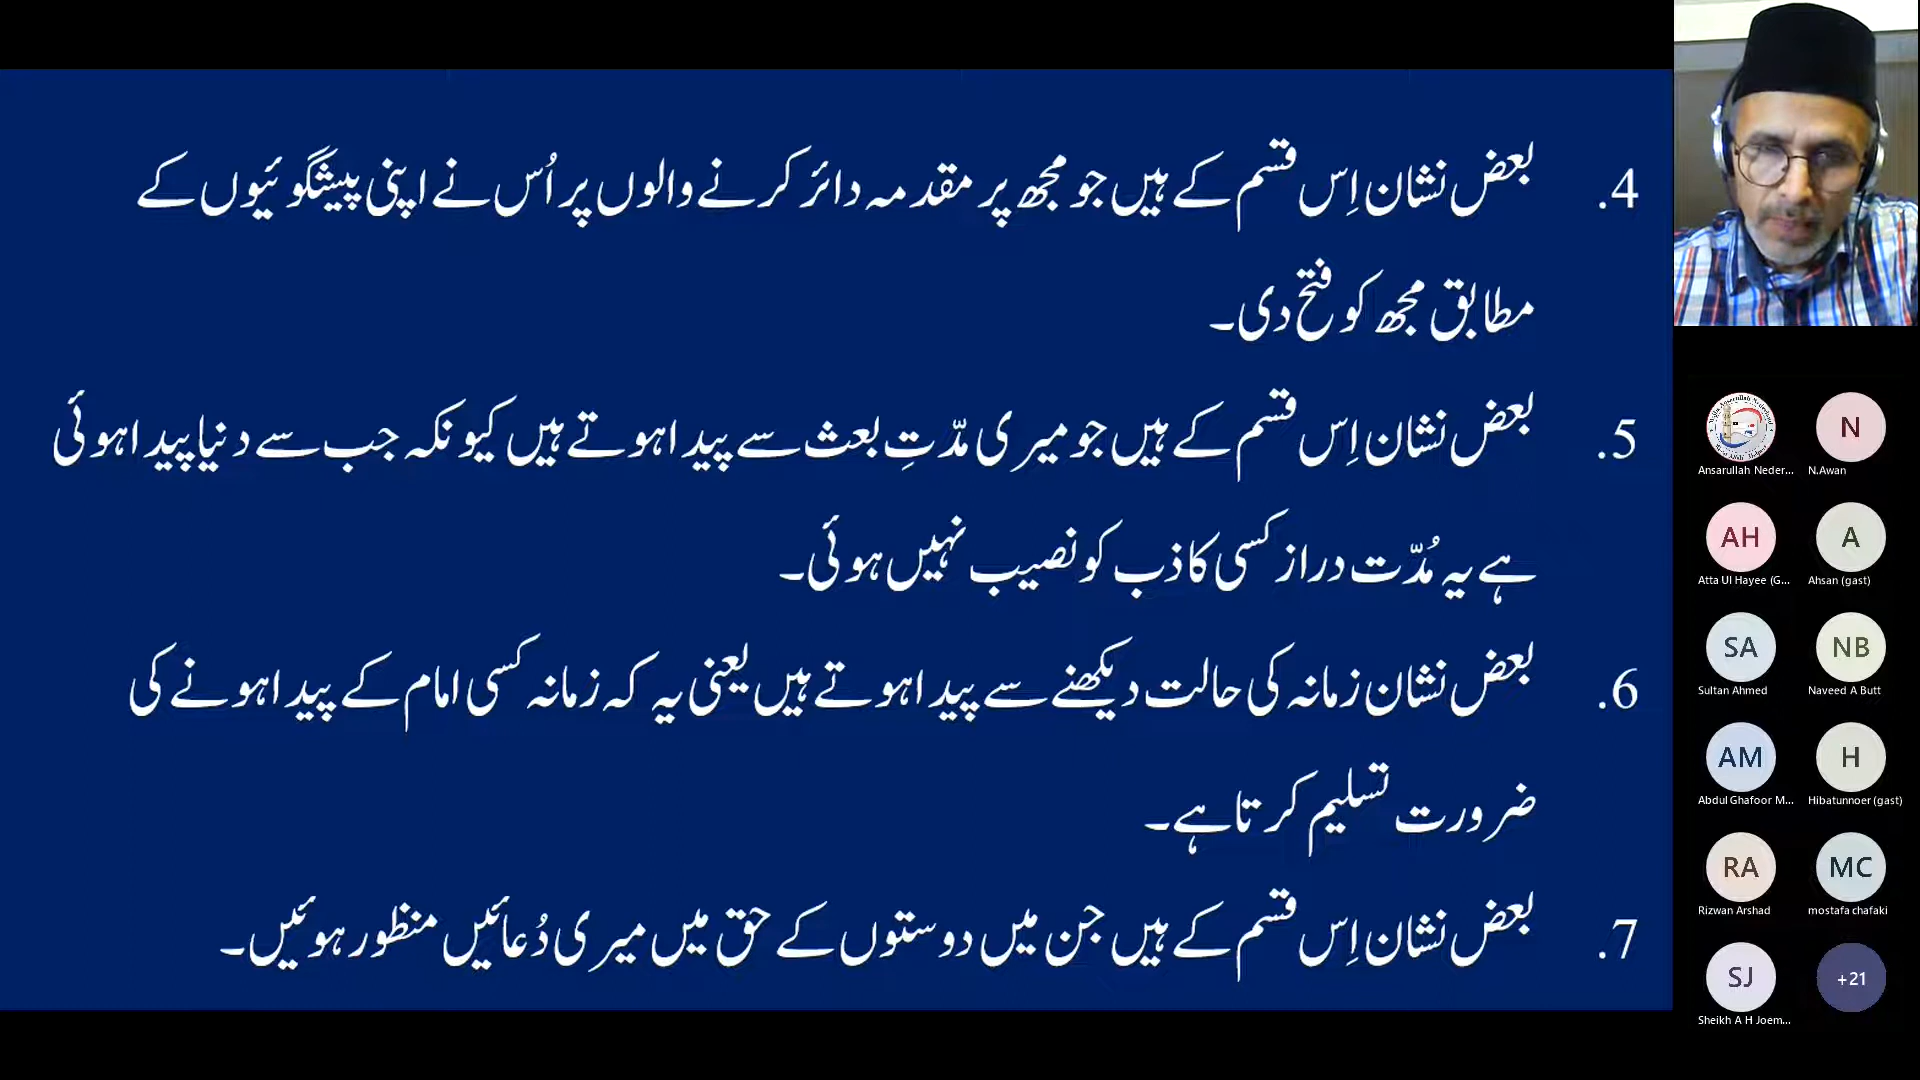 4. بعض نشان اِس قسم کے ہیں جو مجھ پر مقدمہ دائر کرنے والوں پر اُس نے اپنی پیشگوئیوں کے
مطابق مجھ کو فتح دی۔
5. بعض نشان اِس قسم کے ہیں جو میری مدّتِ بعث سے پیدا ہوتے ہیں کیونکہ جب سے دنیا پیدا ہوئی
ہے یہ مُدّت دراز کسی کاذب کو نصیب نہیں ہوئی۔
6. بعض نشان زمانہ کی حالت دیکھنے سے پیدا ہوتے ہیں یعنی یہ کہ زمانہ کسی امام کے پیدا ہونے کی
ضرورت تسلیم کرتا ہے۔
7. بعض نشان اِس قسم کے ہیں جن میں دوستوں کے حق میں میری دُعائیں منظور ہوئیں۔
N
Ansarullah Neder...
N.Awan
AH
A
Atta Ul Hayee (G...
Ahsan (gast)
SA
NB
Sultan Ahmed
Naveed A Butt
AM
H
Abdul Ghafoor M...
Hibatunnoer (gast)
RA
MC
Rizwan Arshad
mostafa chafaki
SJ
+21
Sheikh A H Joem...